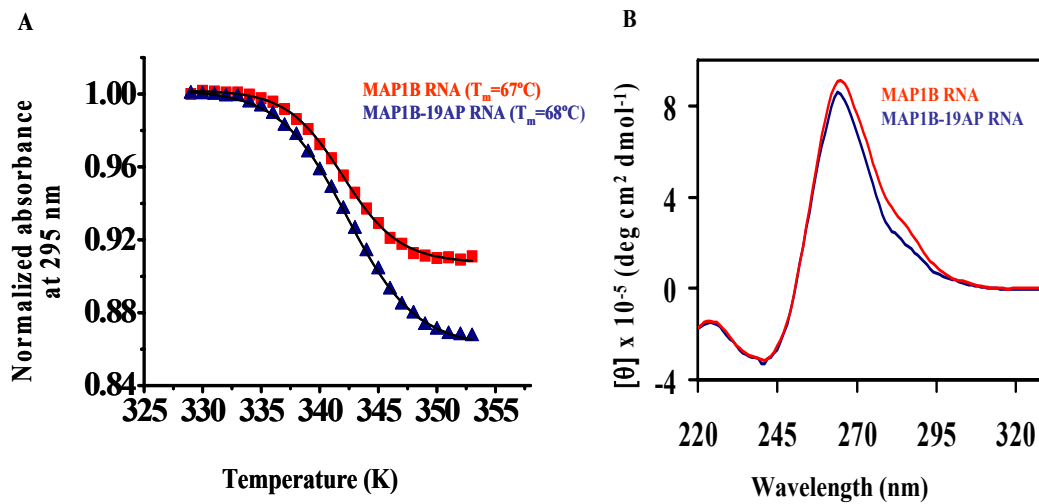 A
Normalized absorbance
at 295 nm
1.00
0.96
0.92
0.88
0.84
MAP1B RNA (Tm=67°C)
MAP1B-19AP RNA (Tm=68°C)
325 330 335 340 345 350 355
Temperature (K)
B
[θ] x 10-5 (deg cm2 dmol-1)
8
4
0
-4
MAP1B RNA
MAP1B-19AP RNA
220 245 270 295 320
Wavelength (nm)